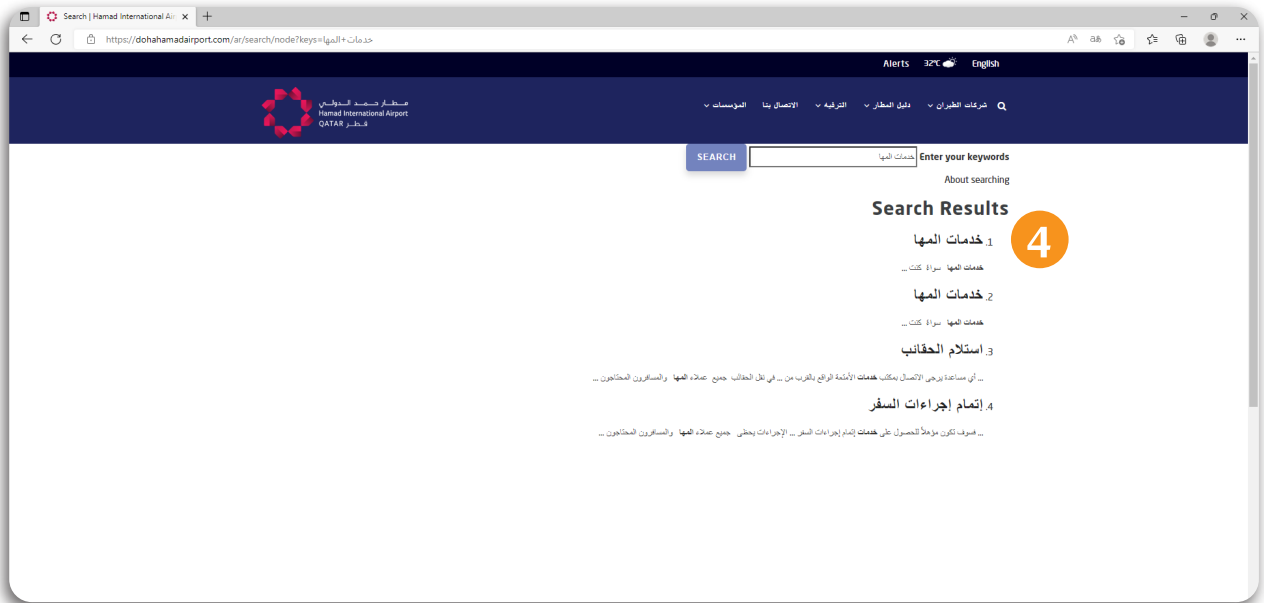 Search | Hamad International Air
https://dohahamadairport.com/ar/search/node?keys=خدمات+المها
Alerts 32°C English
مـطـار حـمـد الـدولـي
Hamad International Airport
QATAR قـطـر
شركات الطيران دليل المطار الترفيه الاتصال بنا المؤسسات
Enter your keywords خدمات المها SEARCH
About searching
Search Results
4
1. خدمات المها
خدمات المها سواءً كنت ...
2. خدمات المها
خدمات المها سواءً كنت ...
3. استلام الحقائب
... أي مساعدة يرجى الاتصال بمكتب خدمات الأمتعة الواقع بالقرب من ... في نقل الحقائب جميع عملاء المها والمسافرون المحتاجون ...
4. إتمام إجراءات السفر
... فسوف تكون مؤهلاً للحصول على خدمات إتمام إجراءات السفر ... الإجراءات يحظى جميع عملاء المها والمسافرون المحتاجون ...